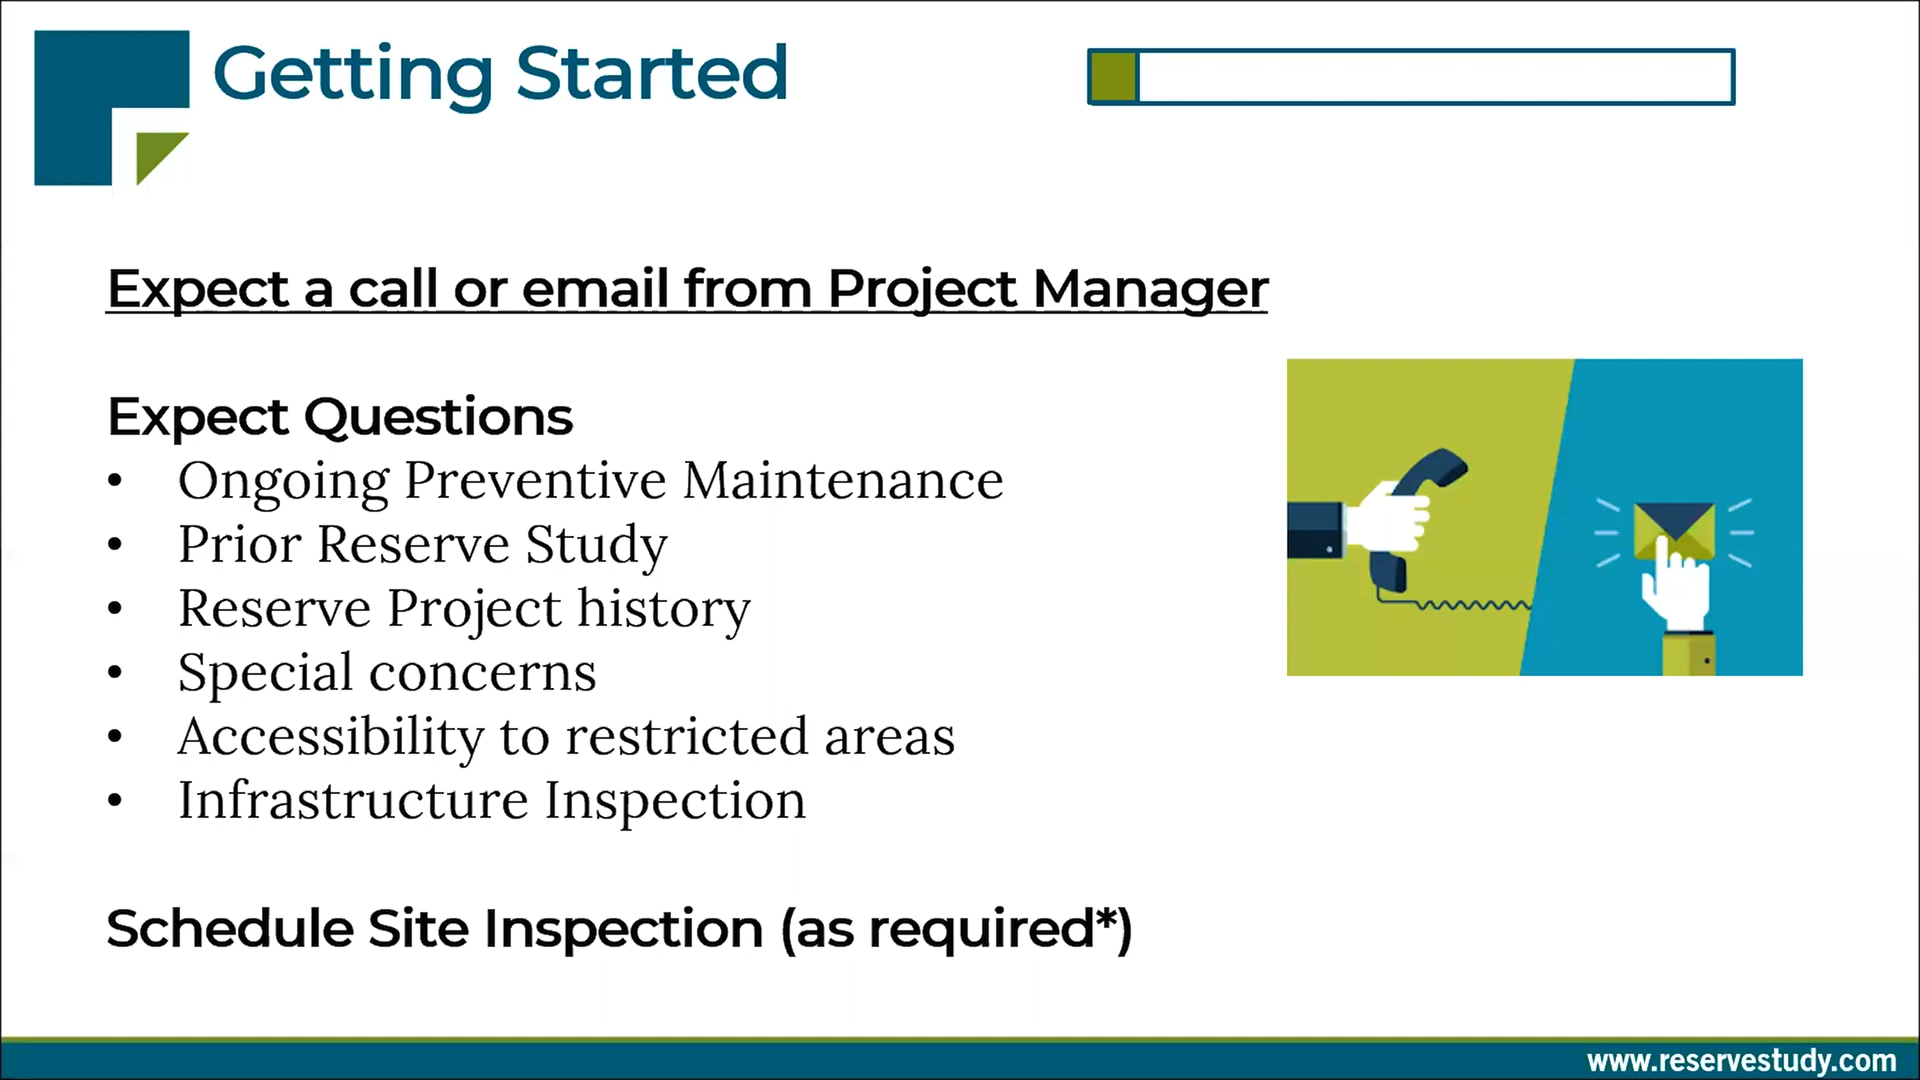 Getting Started
Expect a call or email from Project Manager
Expect Questions
• Ongoing Preventive Maintenance
• Prior Reserve Study
• Reserve Project history
• Special concerns
• Accessibility to restricted areas
• Infrastructure Inspection
Schedule Site Inspection (as required*)
www.reservestudy.com